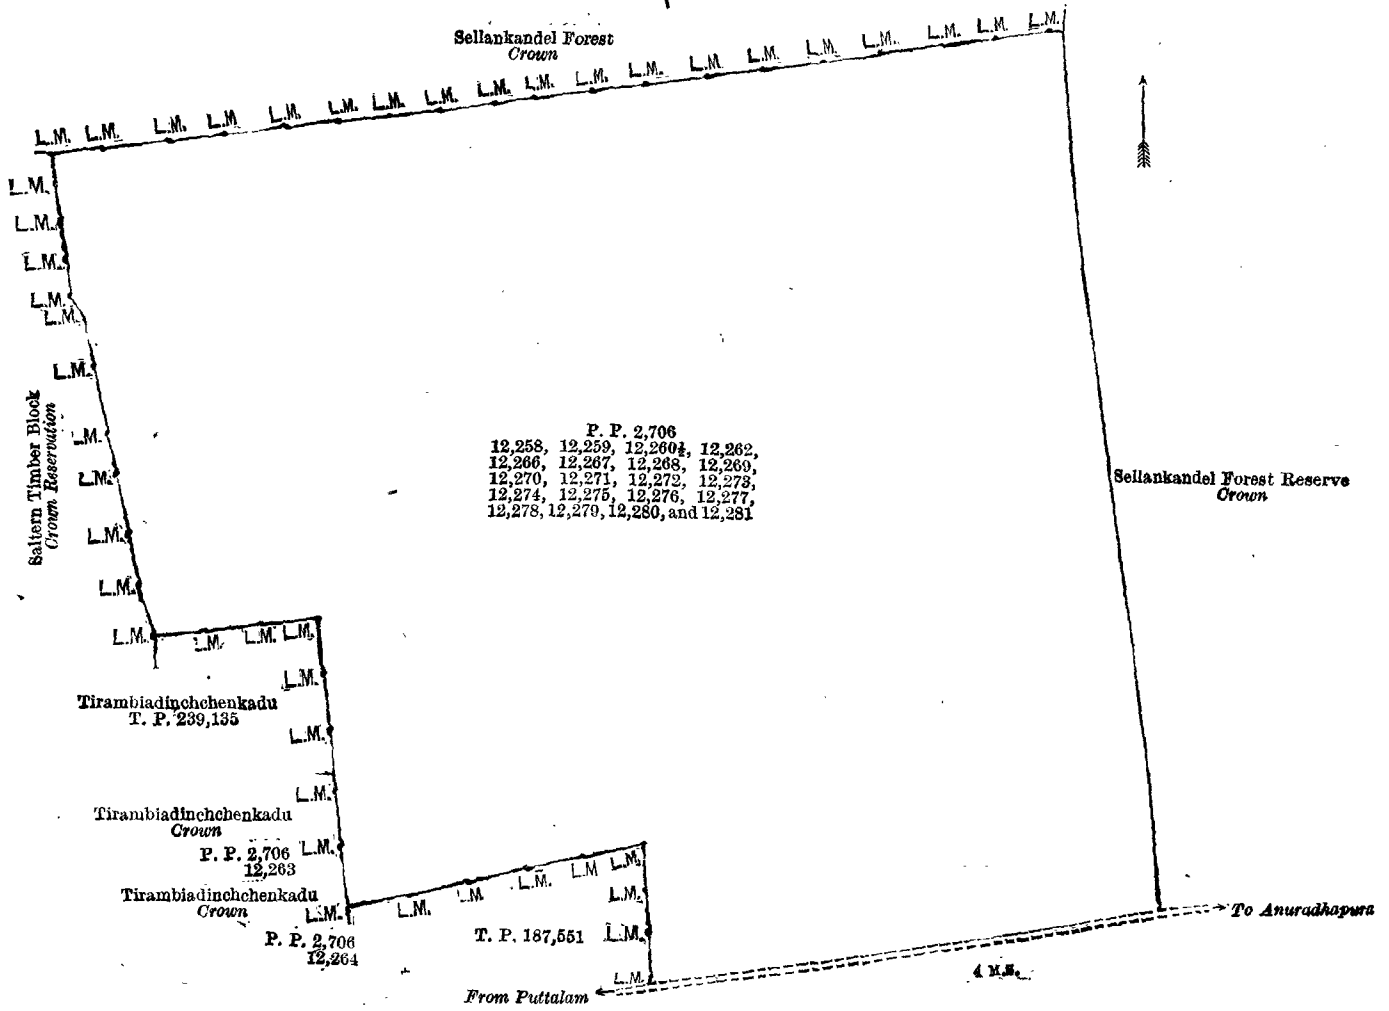 Sellankandel Forest
Crown
L.M. L.M. L.M. L.M. L.M. L.M. L.M. L.M. L.M. L.M. L.M. L.M. L.M. L.M. L.M. L.M. L.M. L.M. L.M.
L.M.
L.M.
L.M.
L.M.
L.M.
L.M.
L.M.
L.M.
L.M.
L.M.
Saltern Timber Block
Crown Reservation
P. P. 2,706
12,258, 12,259, 12,260½, 12,262,
12,266, 12,267, 12,268, 12,269,
12,270, 12,271, 12,272, 12,273,
12,274, 12,275, 12,276, 12,277,
12,278, 12,279, 12,280, and 12,281
Sellankandel Forest Reserve
Crown
L.M. L.M. L.M. L.M.
L.M.
Tirambiadinchchenkadu
T. P. 239,135
L.M.
L.M.
Tirambiadinchchenkadu
Crown
P. P. 2,706
12,263
L.M.
Tirambiadinchchenkadu
Crown
P. P. 2,706
12,264
L.M. L.M. L.M. L.M. L.M L.M.
L.M.
T. P. 187,551
L.M.
L.M.
From Puttalam
To Anuradhapura